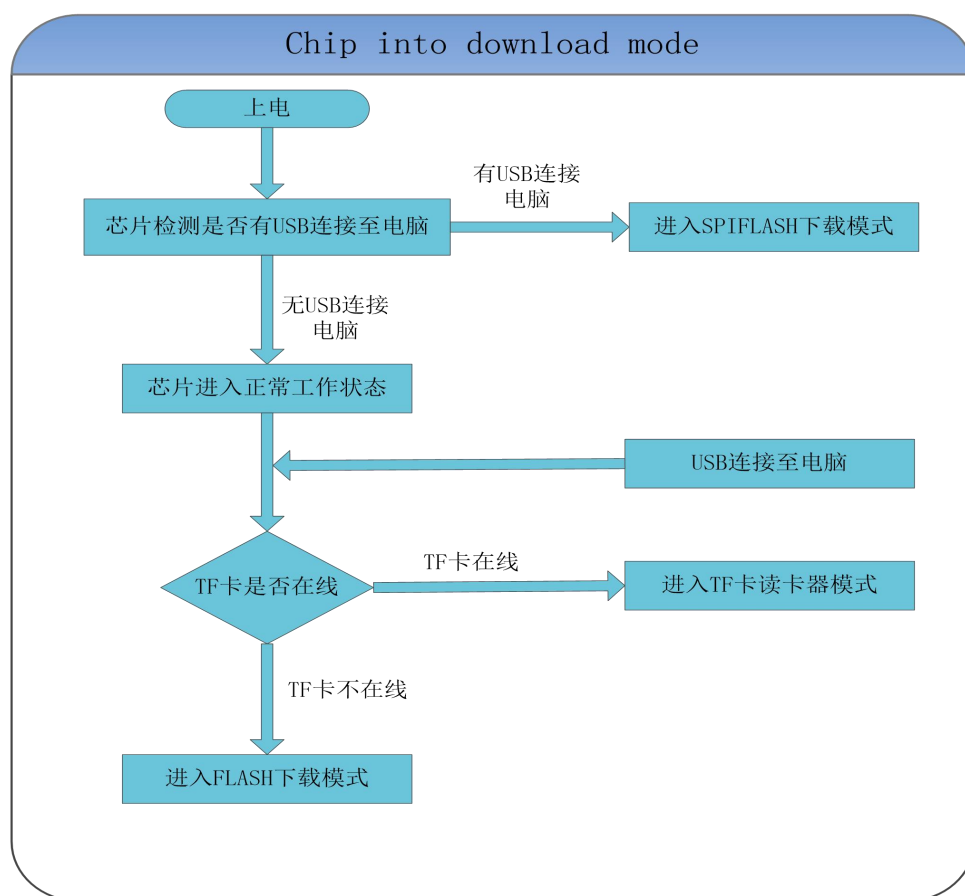 Chip into download mode
上电
有USB连接
电脑
芯片检测是否有USB连接至电脑
进入SPIFLASH下载模式
无USB连接
电脑
芯片进入正常工作状态
USB连接至电脑
TF卡在线
TF卡是否在线
进入TF卡读卡器模式
TF卡不在线
进入FLASH下载模式